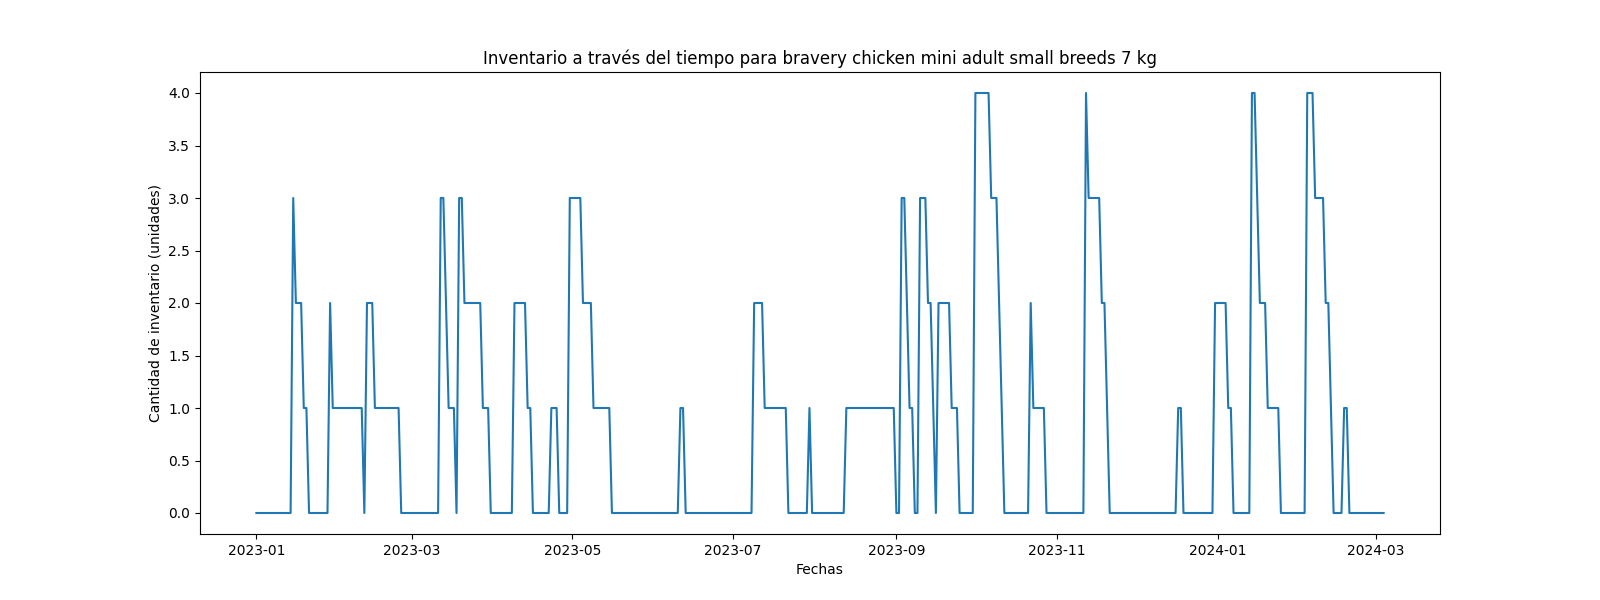 Inventario a través del tiempo para bravery chicken mini adult small breeds 7 kg
Cantidad de inventario (unidades)
4.0
3.5
3.0
2.5
2.0
1.5
1.0
0.5
0.0
2023-01 2023-03 2023-05 2023-07 2023-09 2023-11 2024-01 2024-03
Fechas